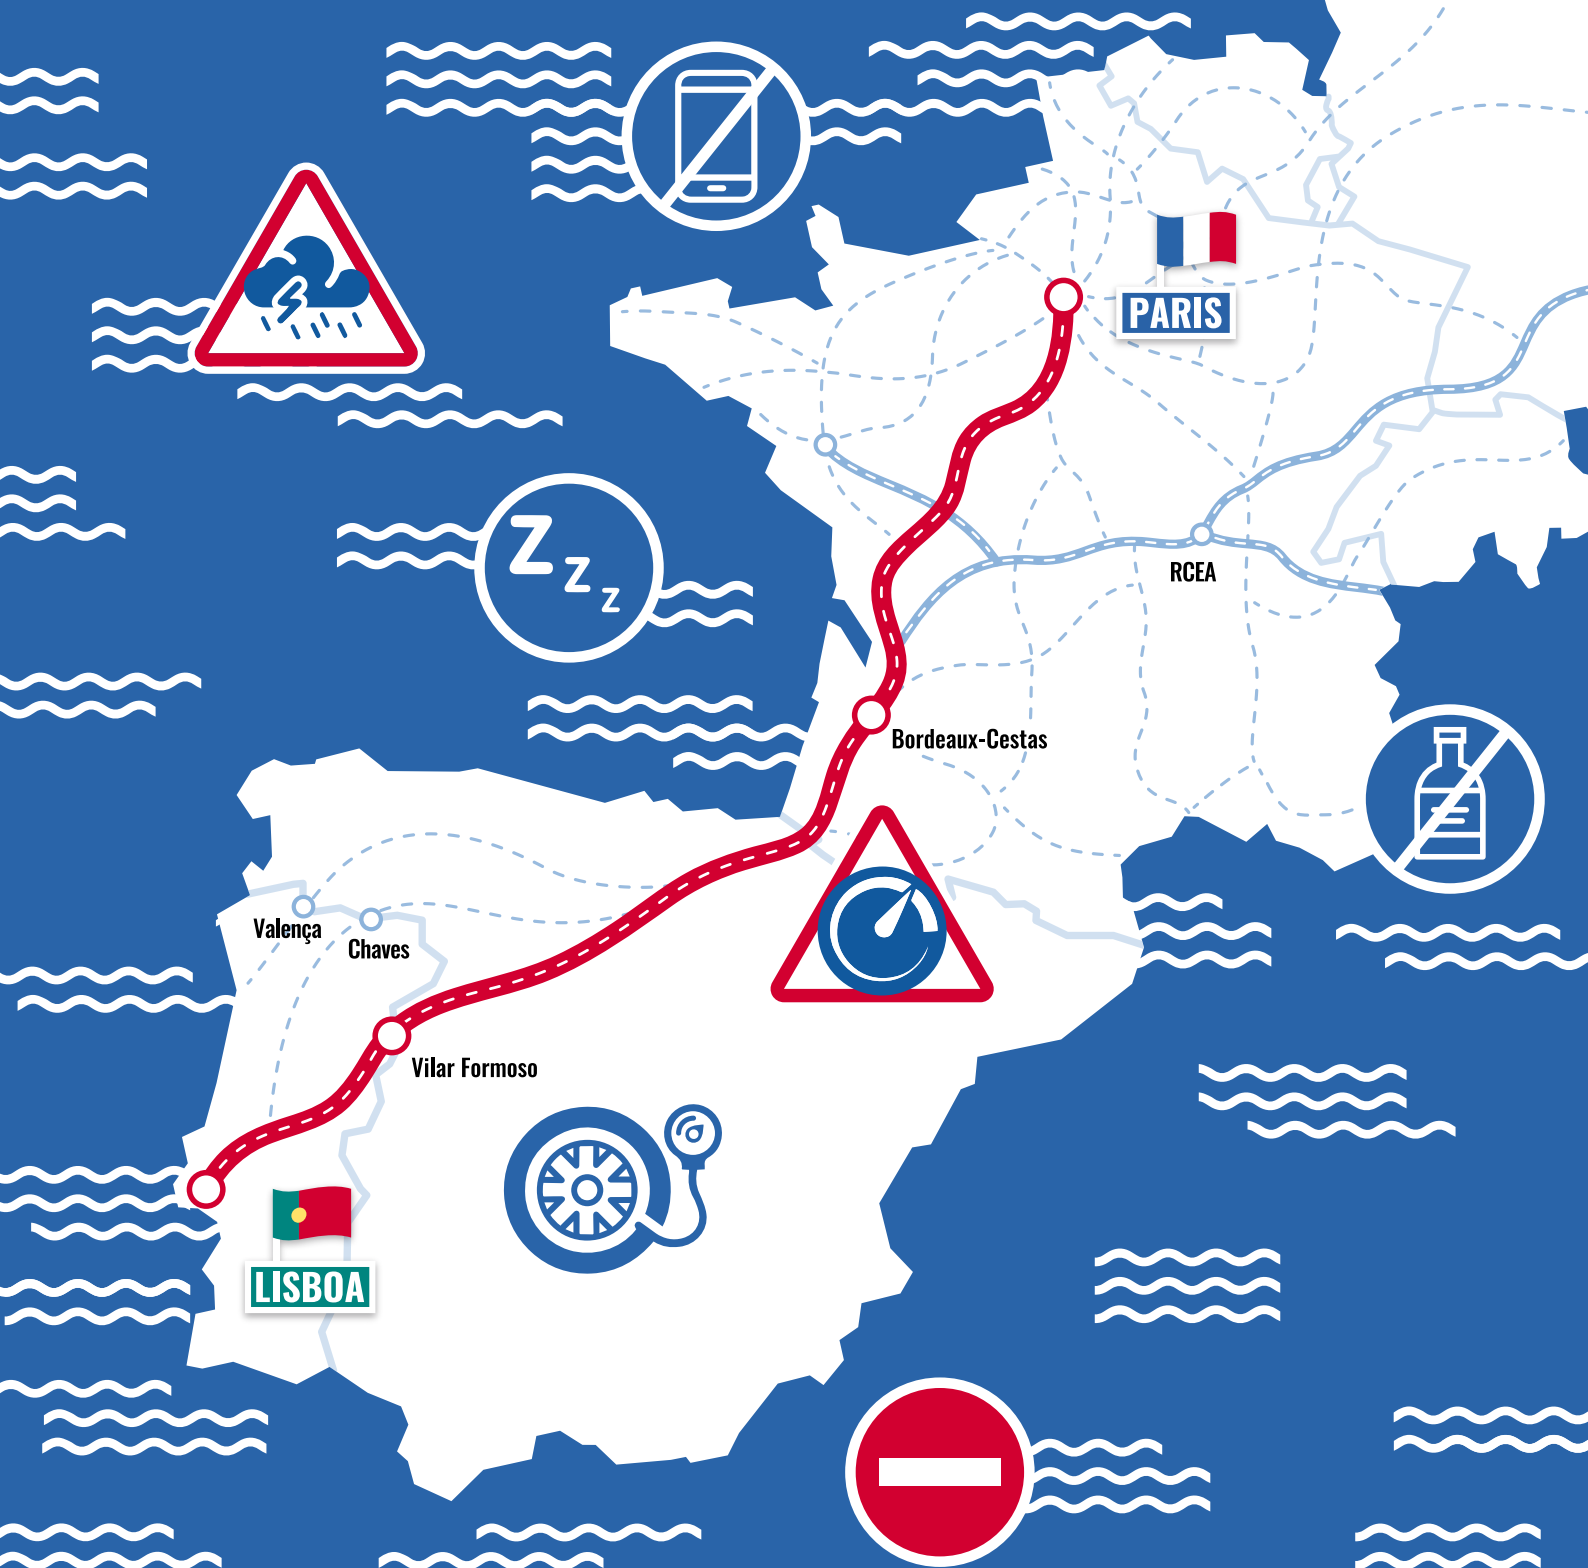 Z
Z
Z
PARIS
RCEA
Bordeaux-Cestas
Valença
Chaves
Vilar Formoso
LISBOA